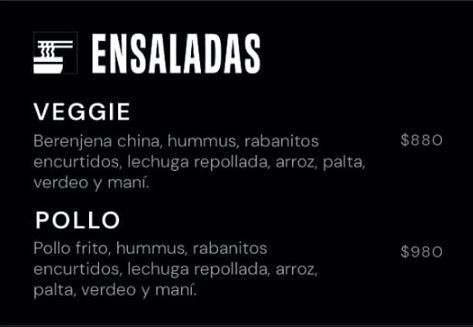 ENSALADAS
VEGGIE
Berenjena china, hummus, rabanitos $880
encurtidos, lechuga repollada, arroz, palta,
verdeo y maní.
POLLO
Pollo frito, hummus, rabanitos $980
encurtidos, lechuga repollada, arroz,
palta, verdeo y maní.